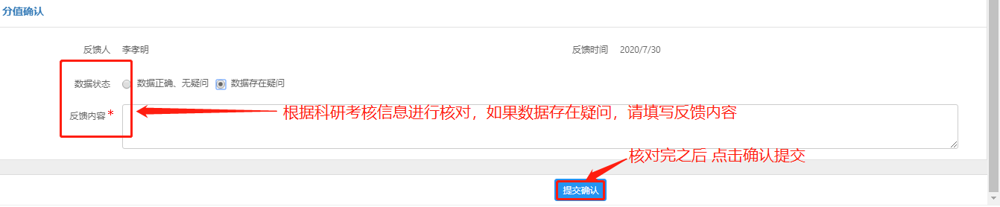 分值确认
反馈人 李孝明 反馈时间 2020/7/30
数据状态 数据正确、无疑问 数据存在疑问
反馈内容* 根据科研考核信息进行核对，如果数据存在疑问，请填写反馈内容
核对完之后 点击确认提交
提交确认